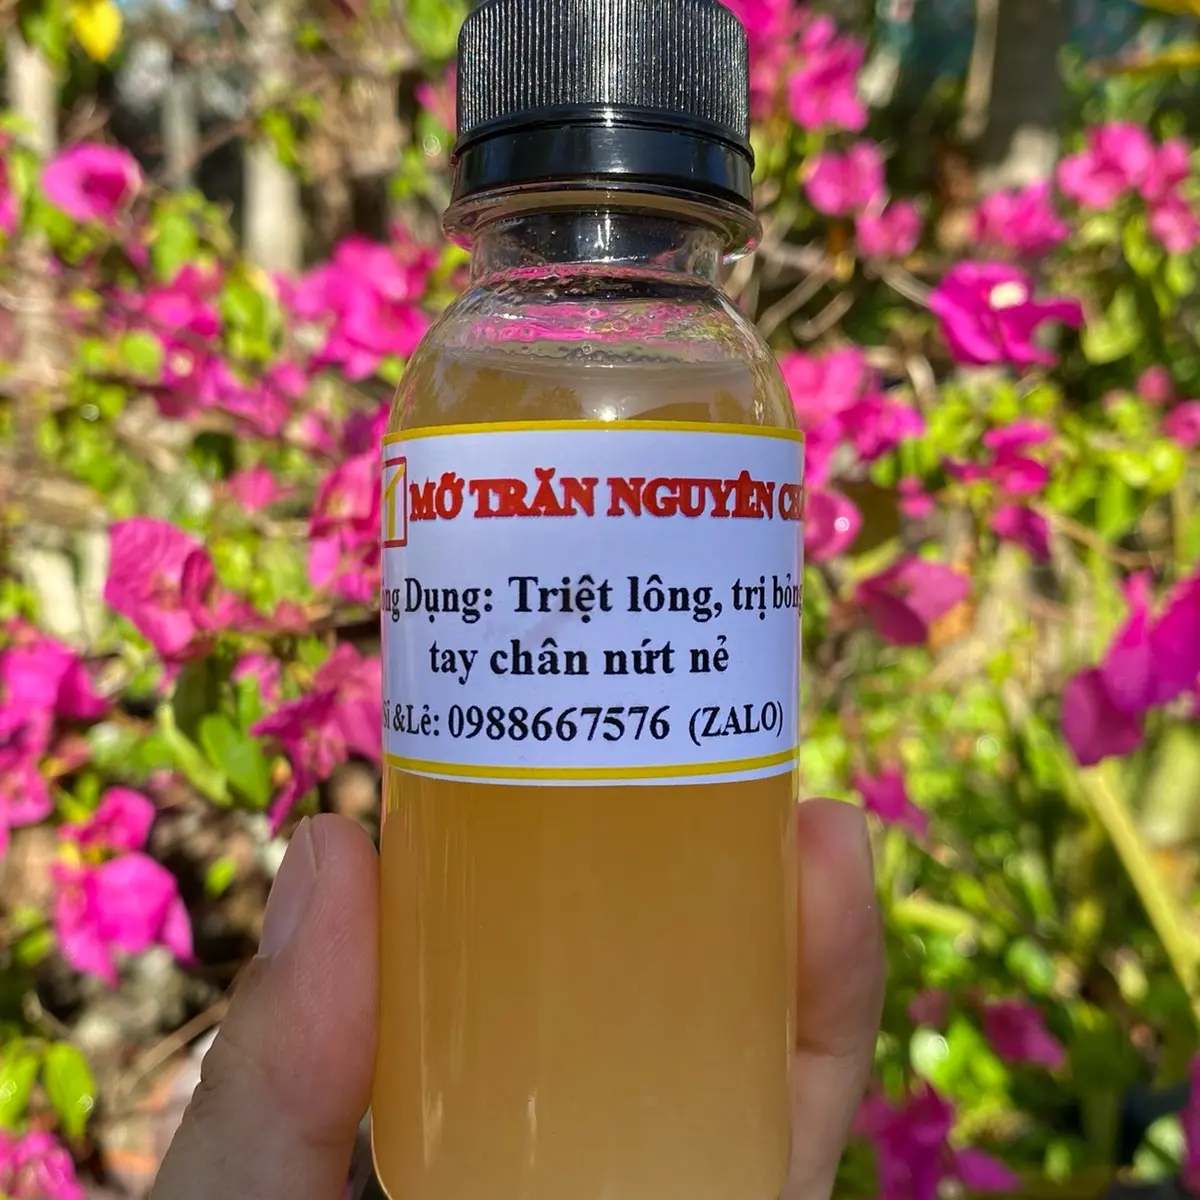 MỠ TRĂN NGUYÊN
Dụng: Triệt lông, trị bỏng
tay chân nứt nẻ
Sỉ &Lẻ: 0988667576 (ZALO)